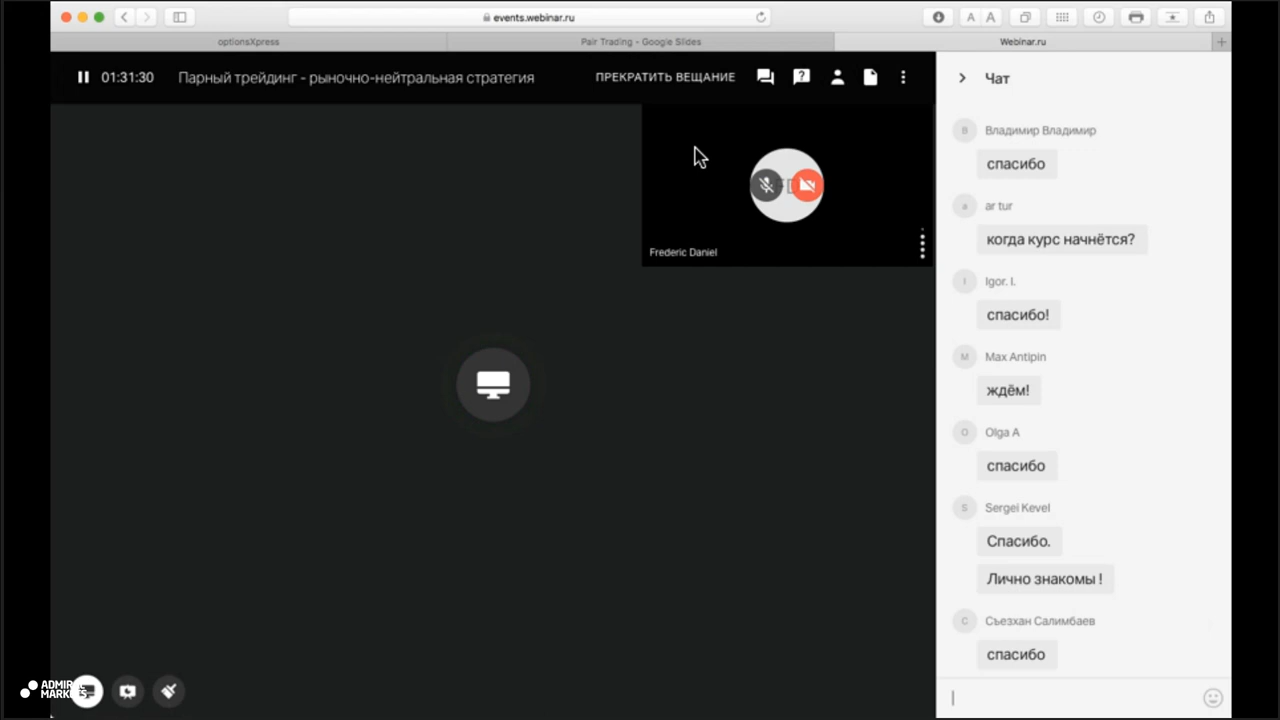 events.webinar.ru
A A
optionsXpress
Pair Trading - Google Slides
Webinar.ru
01:31:30
Парный трейдинг - рыночно-нейтральная стратегия
ПРЕКРАТИТЬ ВЕЩАНИЕ
Frederic Daniel
Чат
В
Владимир Владимир
спасибо
a
ar tur
когда курс начнётся?
I
Igor. I.
спасибо!
M
Max Antipin
ждём!
O
Olga A
спасибо
S
Sergei Kevel
Спасибо.
Лично знакомы !
С
Съезхан Салимбаев
спасибо